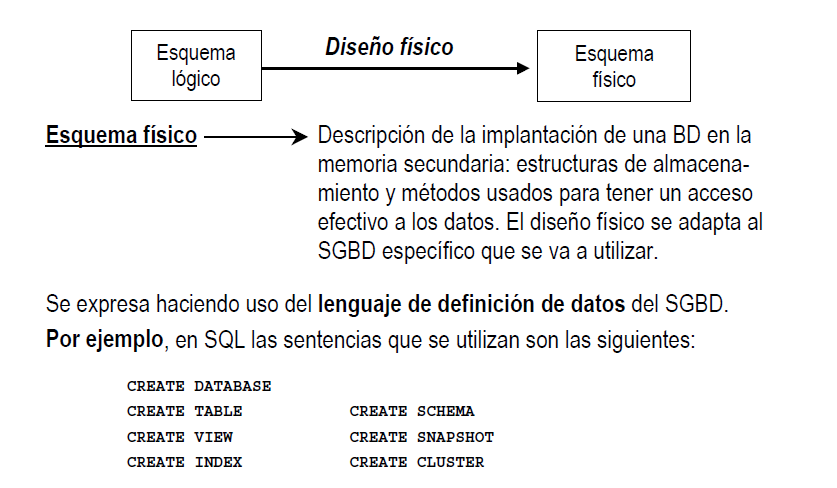 Esquema
lógico
Diseño físico
Esquema
físico
Esquema físico
Descripción de la implantación de una BD en la
memoria secundaria: estructuras de almacena-
miento y métodos usados para tener un acceso
efectivo a los datos. El diseño físico se adapta al
SGBD específico que se va a utilizar.
Se expresa haciendo uso del lenguaje de definición de datos del SGBD.
Por ejemplo, en SQL las sentencias que se utilizan son las siguientes:
CREATE DATABASE
CREATE TABLE CREATE SCHEMA
CREATE VIEW CREATE SNAPSHOT
CREATE INDEX CREATE CLUSTER